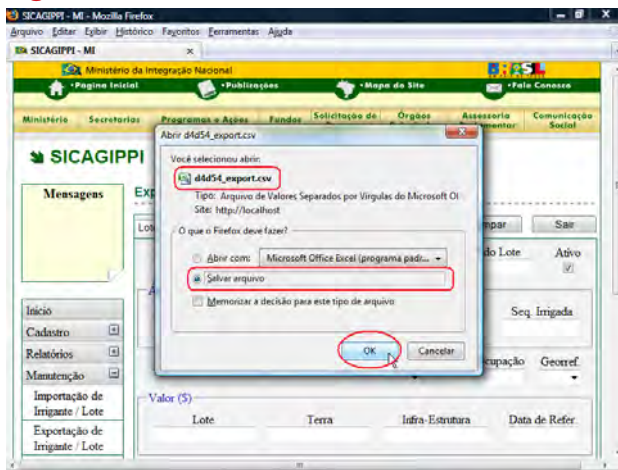 SICAGIPPI - MI - Mozilla Firefox
Arquivo Editar Exibir Histórico Favoritos Ferramentas Ajuda
SICAGIPPI - MI x
Ministério da Integração Nacional
Pagina Inicial Publicações Mapa do Site Fale Conosco
Ministério Secretarias Programas e Ações Fundos Solicitação de Órgãos Assessoria Comunicação Social
Abrir d4d54_export.csv
SICAGIPPI
Você selecionou abrir:
d4d54_export.csv
Mensagens
Tipo: Arquivo de Valores Separados por Vírgulas do Microsoft Of
Site: http://localhost
O que o Firefox deve fazer?
Sair
Abrir com: Microsoft Office Excel (programa padr...
do Lote Ativo
Salvar arquivo
Memorizar a decisão para este tipo de arquivo
Início
Seq. Irrigada
Cadastro
OK Cancelar
Relatórios
Georref.
Manutenção
Importação de
Irrigante / Lote
Valor ($)
Lote Terra Infra-Estrutura Data de Refer.
Exportação de
Irrigante / Lote